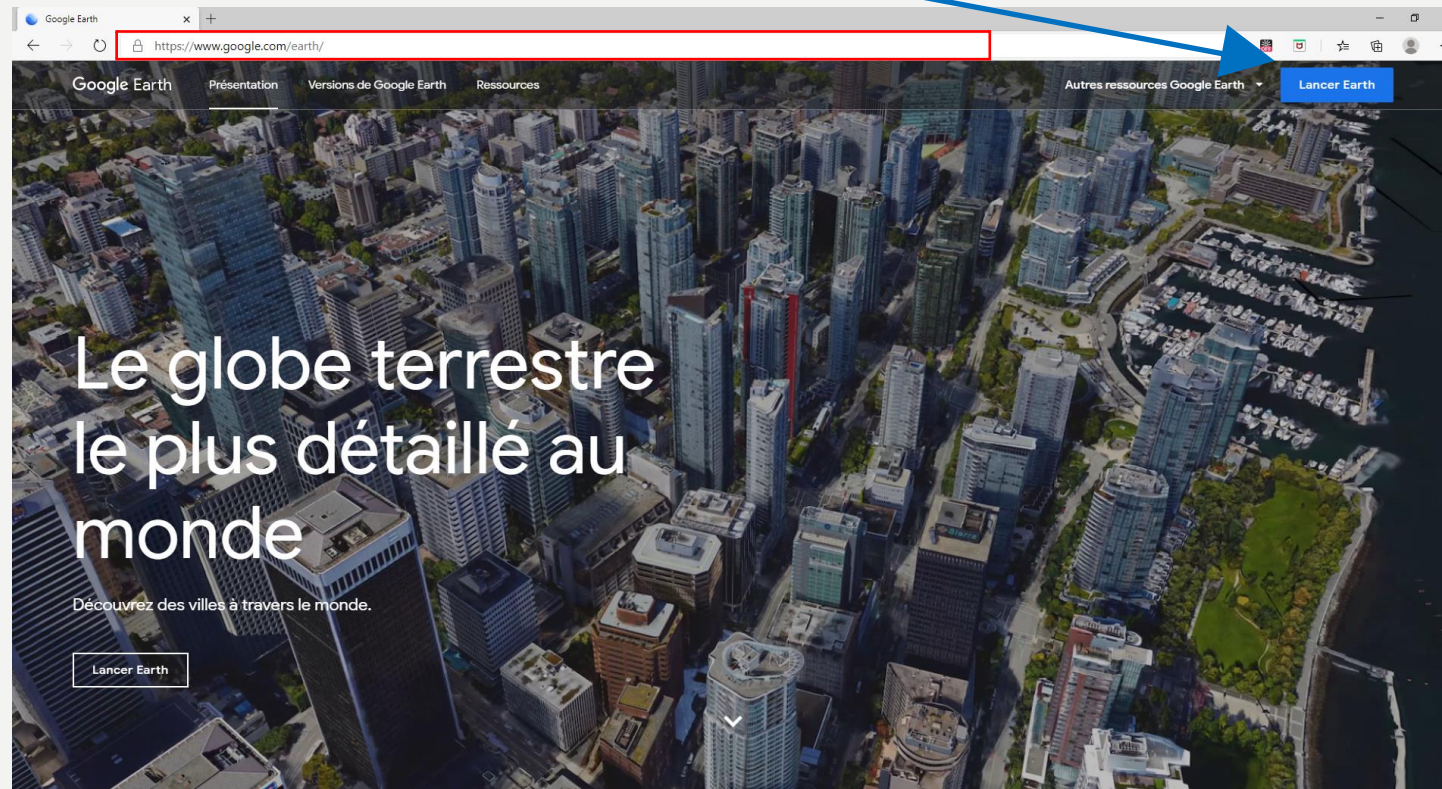 Google Earth
https://www.google.com/earth/
Google Earth Présentation Versions de Google Earth Ressources Autres ressources Google Earth Lancer Earth
Le globe terrestre
le plus détaillé au
monde
Découvrez des villes à travers le monde.
Lancer Earth